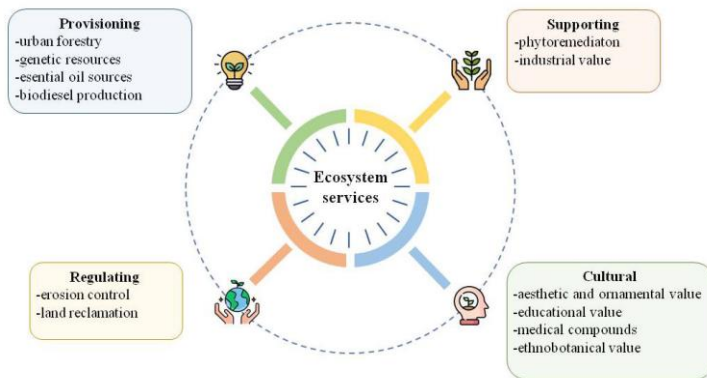 Provisioning
-urban forestry
-genetic resources
-esential oil sources
-biodiesel production
Supporting
-phytoremediaton
-industrial value
Ecosystem
services
Regulating
-erosion control
-land reclamation
Cultural
-aesthetic and ornamental value
-educational value
-medical compounds
-ethnobotanical value